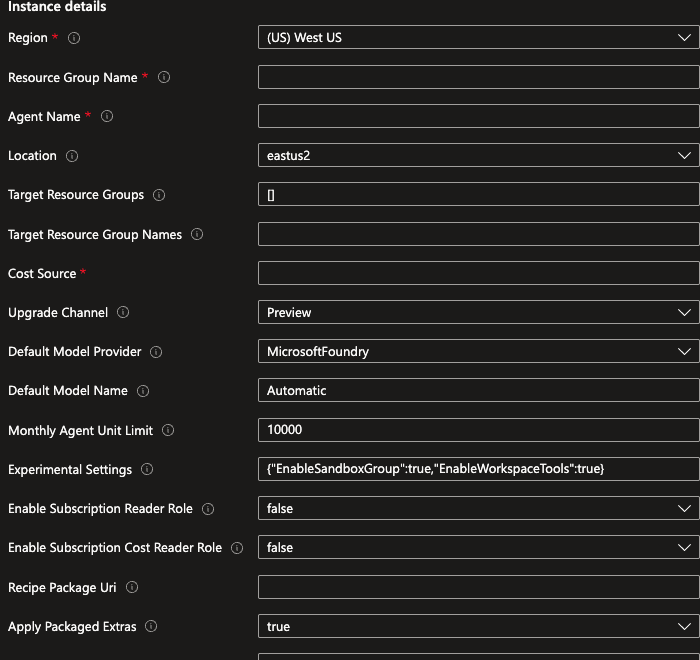 Instance details
Region * (US) West US
Resource Group Name *
Agent Name *
Location eastus2
Target Resource Groups []
Target Resource Group Names
Cost Source *
Upgrade Channel Preview
Default Model Provider MicrosoftFoundry
Default Model Name Automatic
Monthly Agent Unit Limit 10000
Experimental Settings {"EnableSandboxGroup":true,"EnableWorkspaceTools":true}
Enable Subscription Reader Role false
Enable Subscription Cost Reader Role false
Recipe Package Uri
Apply Packaged Extras true